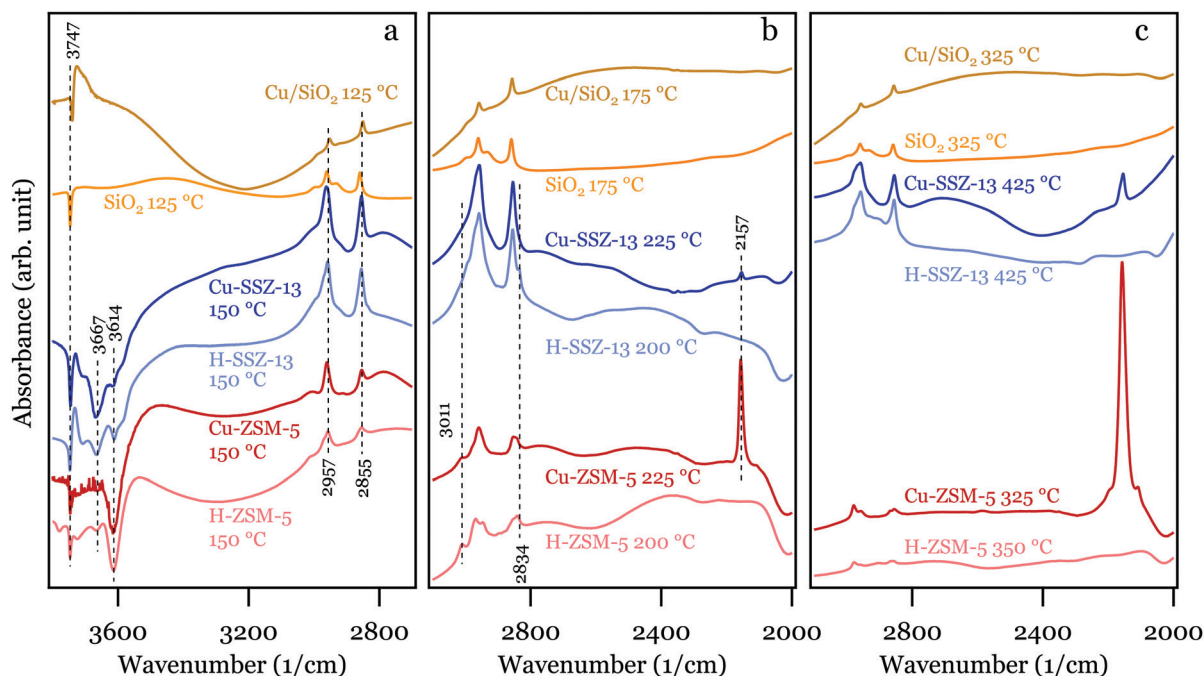 Absorbance (arb. unit)
a
3747
Cu/SiO₂ 125 °C
SiO₂ 125 °C
Cu-SSZ-13
150 °C
3667
3614
H-SSZ-13
150 °C
Cu-ZSM-5
150 °C
2957
2855
H-ZSM-5
150 °C
3600
3200
2800
Wavenumber (1/cm)
b
Cu/SiO₂ 175 °C
SiO₂ 175 °C
Cu-SSZ-13 225 °C
2157
H-SSZ-13 200 °C
3011
Cu-ZSM-5 225 °C
H-ZSM-5 200 °C
2834
2800
2400
2000
Wavenumber (1/cm)
c
Cu/SiO₂ 325 °C
SiO₂ 325 °C
Cu-SSZ-13 425 °C
H-SSZ-13 425 °C
Cu-ZSM-5 325 °C
H-ZSM-5 350 °C
2800
2400
2000
Wavenumber (1/cm)